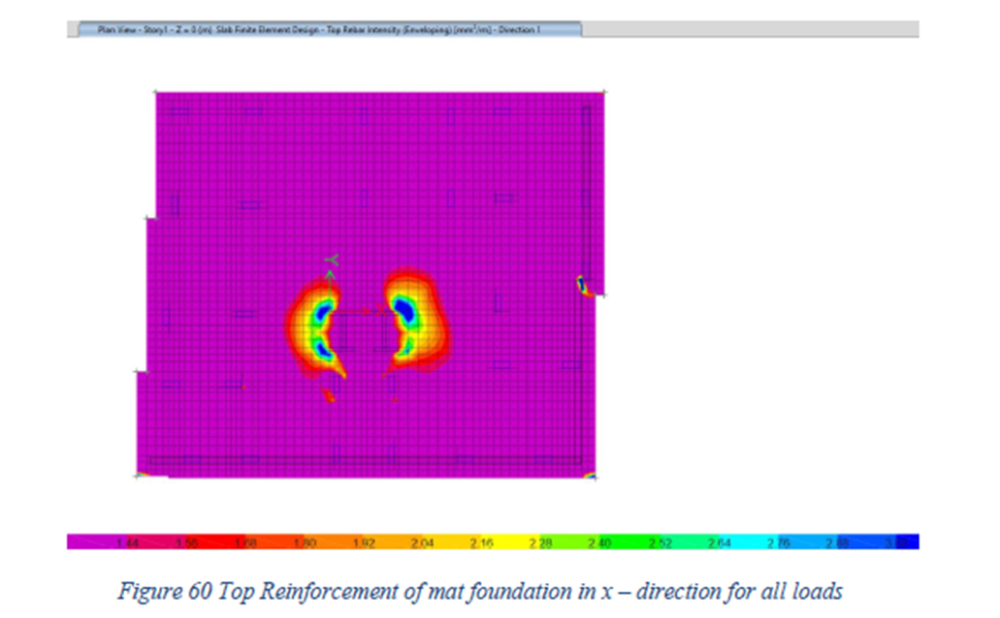 Plan View - Story1 - Z = 0 (m) Slab Finite Element Design - Top Rebar Intensity (Enveloping) [mm²/m] - Direction 1
Y
1.44 1.56 1.68 1.80 1.92 2.04 2.16 2.28 2.40 2.52 2.64 2.76 2.88
Figure 60 Top Reinforcement of mat foundation in x – direction for all loads